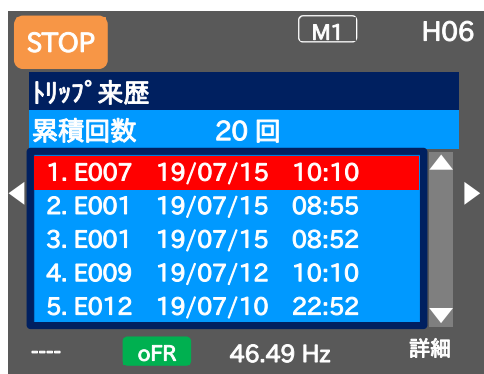 STOP M1 H06
ﾄﾘｯﾌﾟ来歴
累積回数 20 回
1. E007 19/07/15 10:10
2. E001 19/07/15 08:55
3. E001 19/07/15 08:52
4. E009 19/07/12 10:10
5. E012 19/07/10 22:52
---- oFR 46.49 Hz 詳細